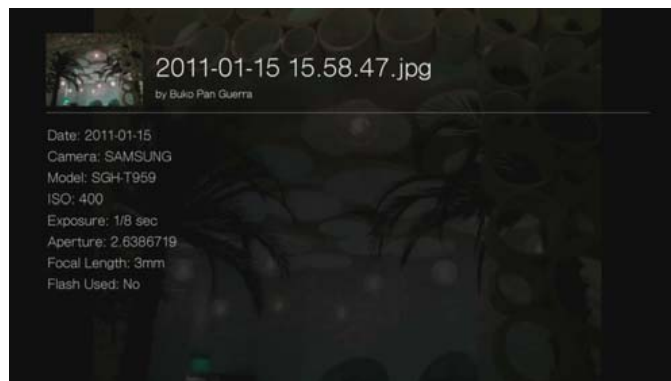 2011-01-15 15.58.47.jpg
by Buko Pan Guerra
Date: 2011-01-15
Camera: SAMSUNG
Model: SGH-T959
ISO: 400
Exposure: 1/8 sec
Aperture: 2.6386719
Focal Length: 3mm
Flash Used: No